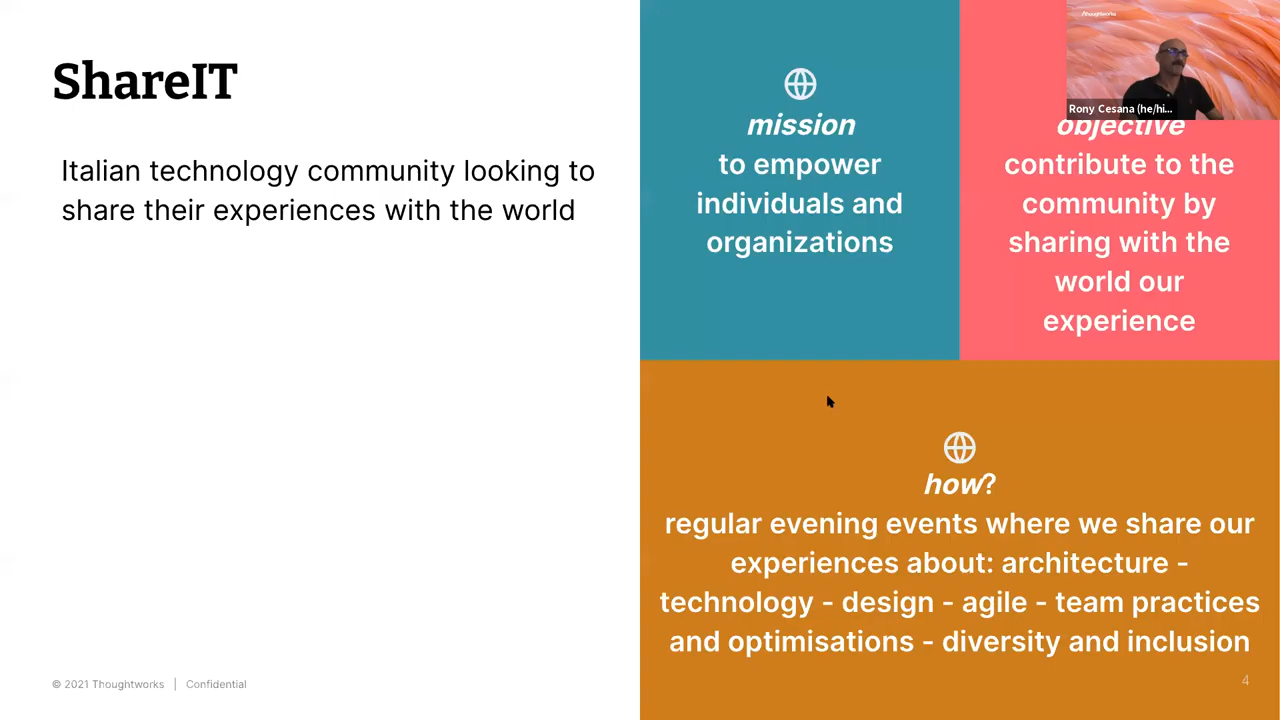 ShareIT
Italian technology community looking to
share their experiences with the world
mission
to empower
individuals and
organizations
Thoughtworks
Rony Cesana (he/hi...
objective
contribute to the
community by
sharing with the
world our
experience
how?
regular evening events where we share our
experiences about: architecture -
technology - design - agile - team practices
and optimisations - diversity and inclusion
© 2021 Thoughtworks | Confidential
4